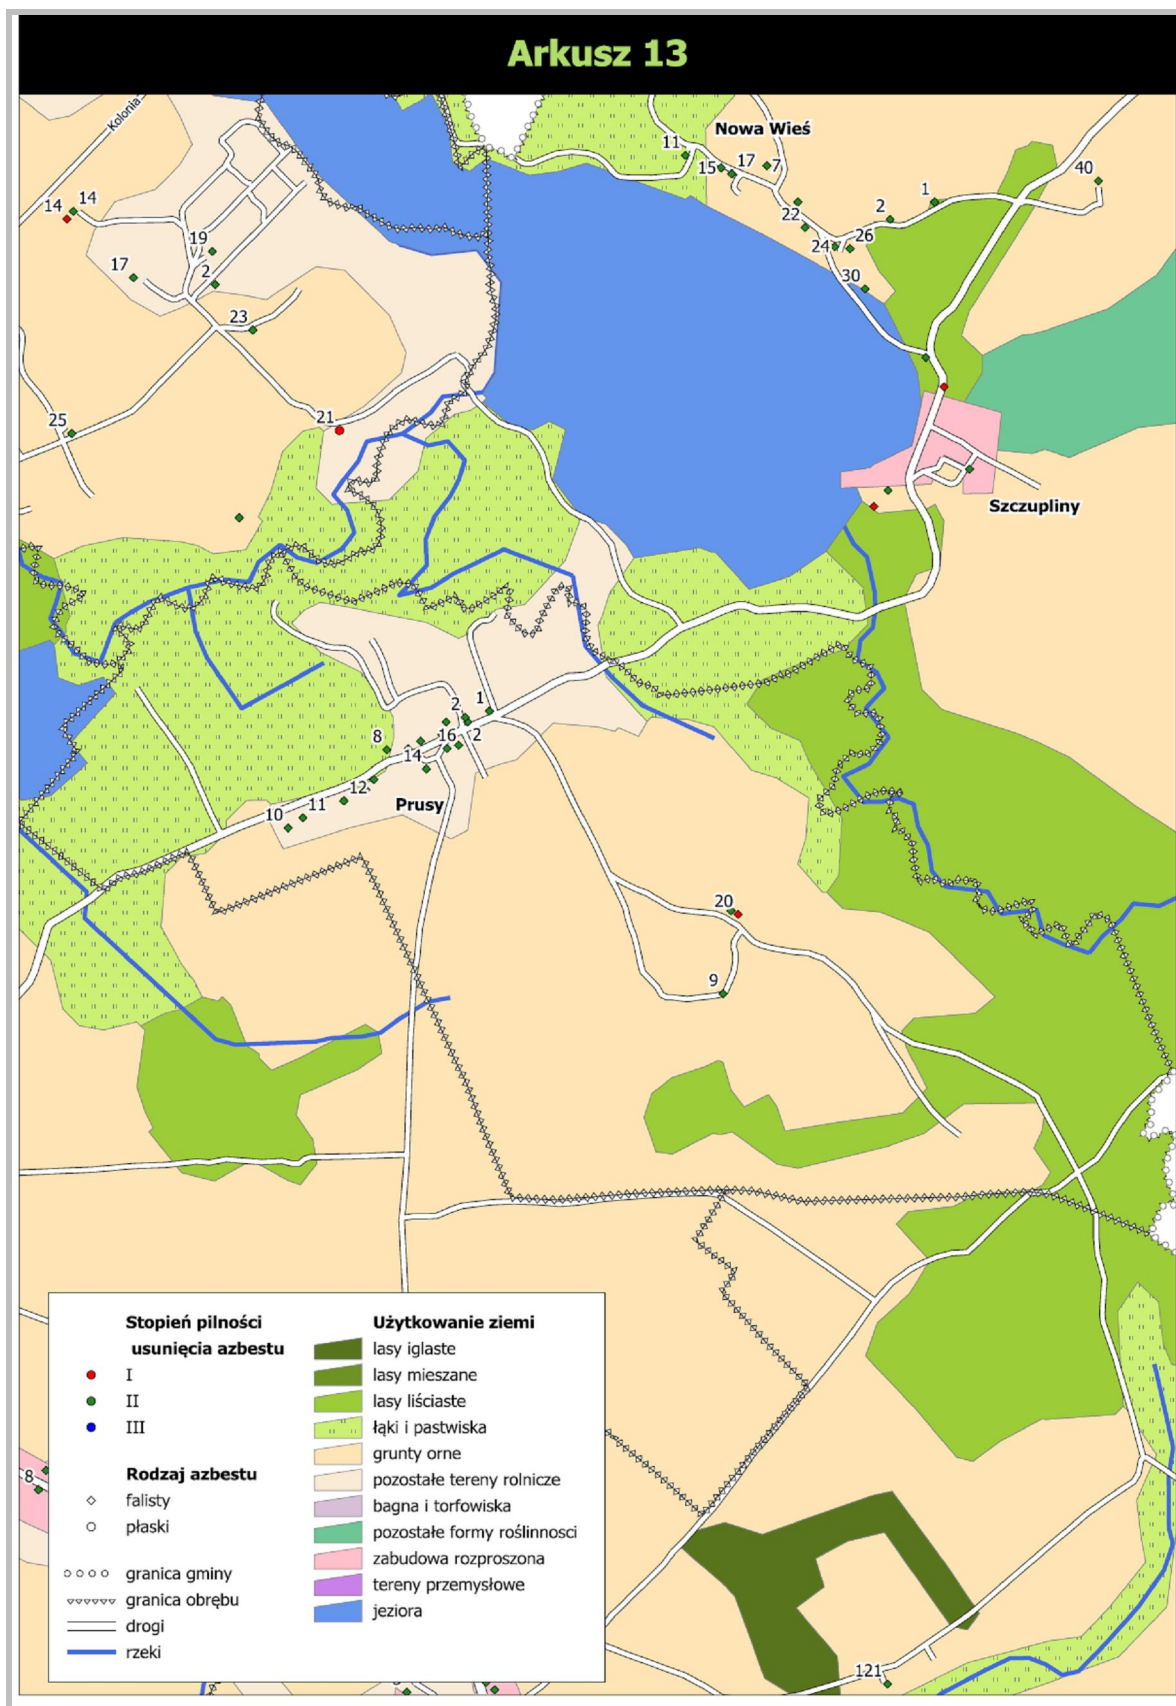 Arkusz 13
Kolonia
Nowa Wieś
11
15
17
7
40
14
14
1
2
22
19
24
26
17
2
30
23
21
25
Szczupliny
2
1
16
2
8
14
12
Prusy
10
11
20
9
Stopień pilności
usunięcia azbestu
I
II
III
Rodzaj azbestu
falisty
płaski
granica gminy
granica obrębu
drogi
rzeki
Użytkowanie ziemi
lasy iglaste
lasy mieszane
lasy liściaste
łąki i pastwiska
grunty orne
pozostałe tereny rolnicze
bagna i torfowiska
pozostałe formy roślinnosci
zabudowa rozproszona
tereny przemysłowe
jeziora
8
121